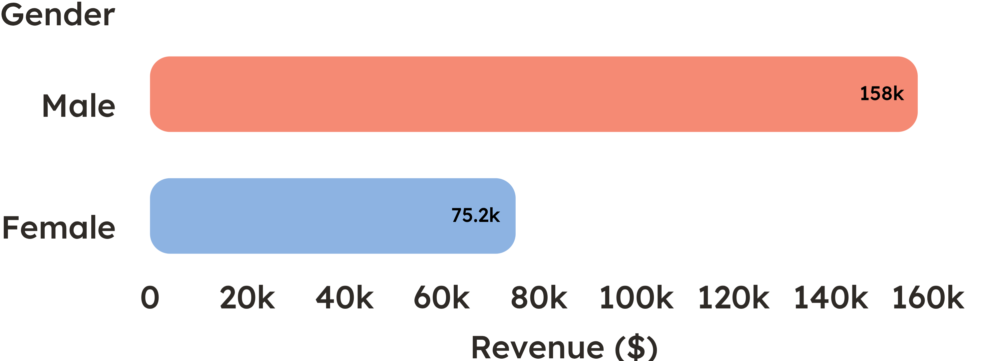 Gender
Male
158k
Female
75.2k
0 20k 40k 60k 80k 100k 120k 140k 160k
Revenue ($)